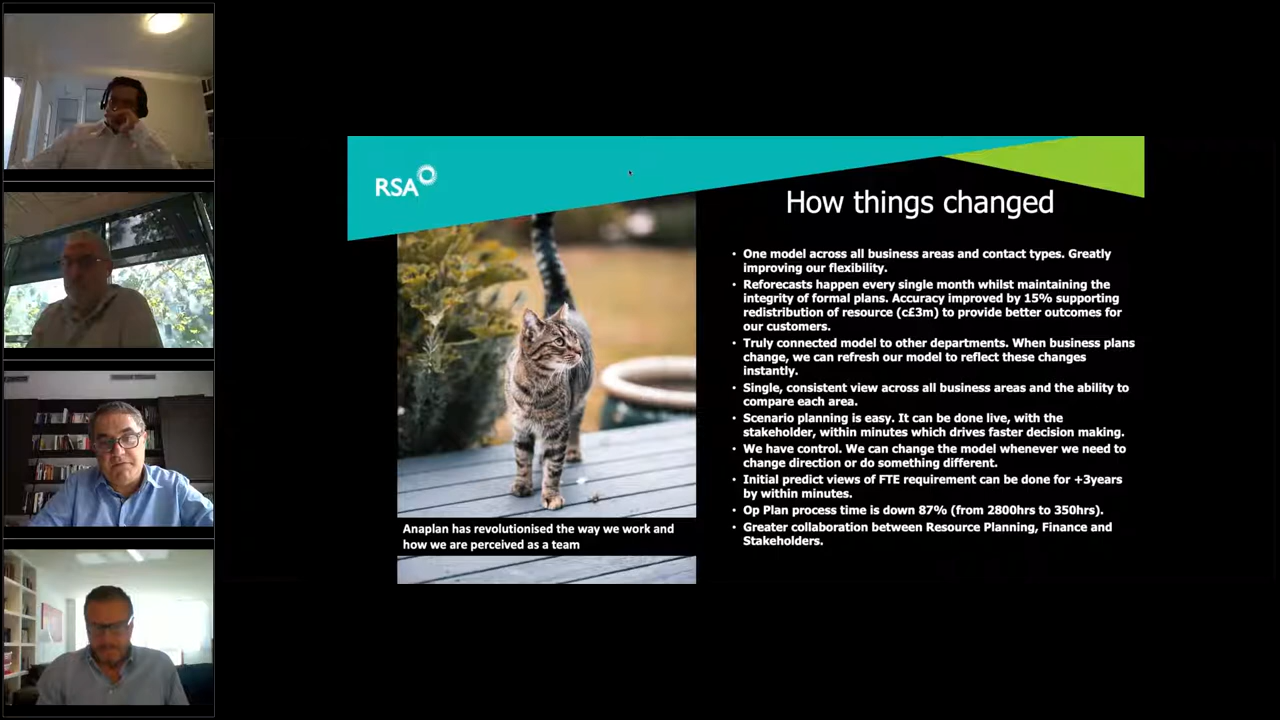 RSA
How things changed
• One model across all business areas and contact types. Greatly
improving our flexibility.
• Reforecasts happen every single month whilst maintaining the
integrity of formal plans. Accuracy improved by 15% supporting
redistribution of resource (c£3m) to provide better outcomes for
our customers.
• Truly connected model to other departments. When business plans
change, we can refresh our model to reflect these changes
instantly.
• Single, consistent view across all business areas and the ability to
compare each area.
• Scenario planning is easy. It can be done live, with the
stakeholder, within minutes which drives faster decision making.
• We have control. We can change the model whenever we need to
change direction or do something different.
• Initial predict views of FTE requirement can be done for +3years
by within minutes.
• Op Plan process time is down 87% (from 2800hrs to 350hrs).
• Greater collaboration between Resource Planning, Finance and
Stakeholders.
Anaplan has revolutionised the way we work and
how we are perceived as a team